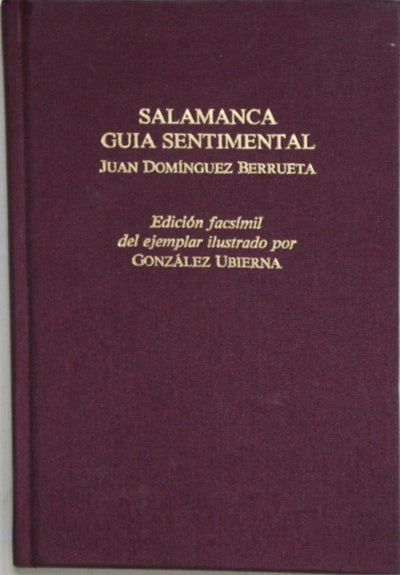 SALAMANCA
GUIA SENTIMENTAL
JUAN DOMÍNGUEZ BERRUETA
Edición facsímil
del ejemplar ilustrado por
GONZÁLEZ UBIERNA